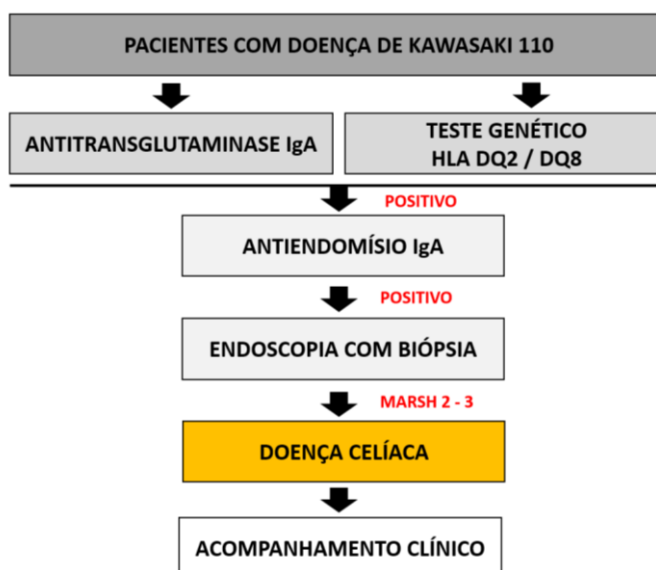 PACIENTES COM DOENÇA DE KAWASAKI 110
ANTITRANSGLUTAMINASE IgA
TESTE GENÉTICO
HLA DQ2 / DQ8
POSITIVO
ANTIENDOMÍSIO IgA
POSITIVO
ENDOSCOPIA COM BIÓPSIA
MARSH 2 - 3
DOENÇA CELÍACA
ACOMPANHAMENTO CLÍNICO